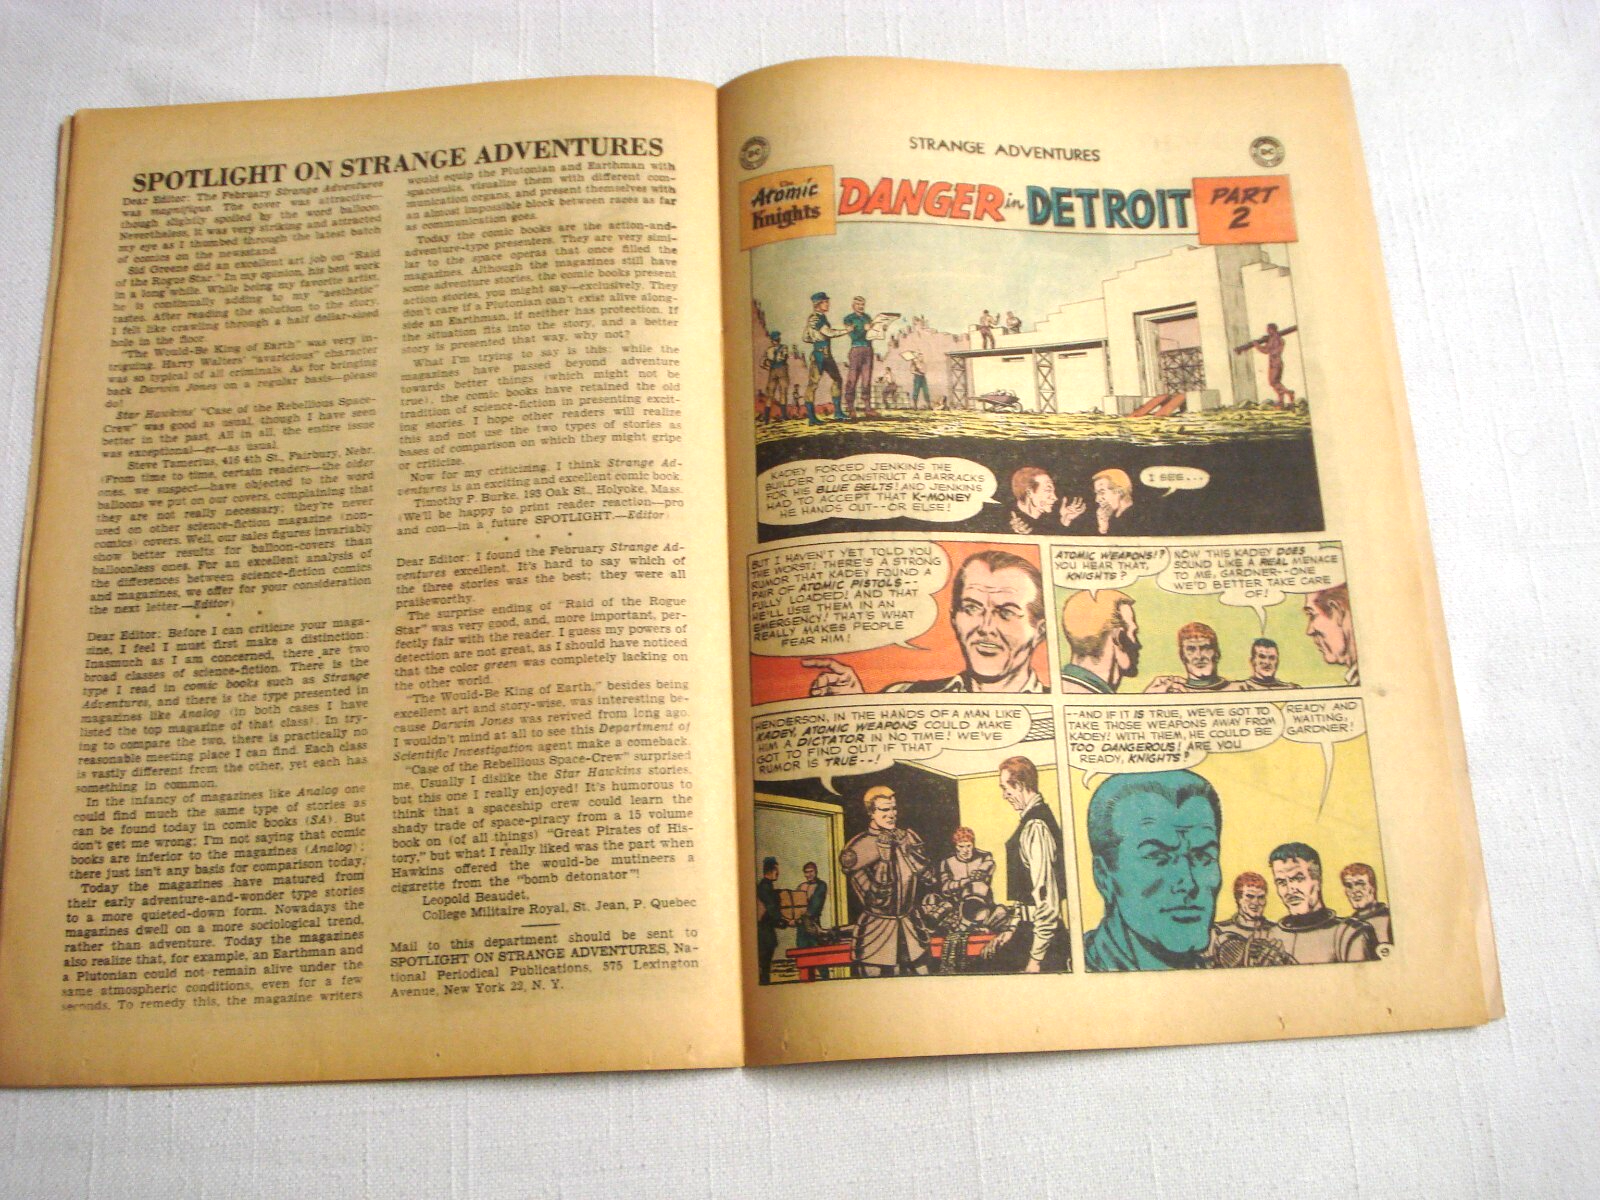 SPOTLIGHT ON STRANGE ADVENTURES
Dear Editor: The February Strange Adventures
was magnifique. The cover was attractive—
though slightly spoiled by the word balloon.
Nevertheless, it was very striking and attracted
my eye as I thumbed through the latest batch
of comics on the newsstand.
Sid Greene did an excellent art job on "Raid
of the Rogue Star." In my opinion, his best work
in a long while. While being my favorite artist,
he is continually adding to my "aesthetic"
tastes. After reading the solution to the story,
I felt like crawling through a half dollar-sized
hole in the floor.
"The Would-Be King of Earth" was very in-
triguing. Harry Walters' "avaricious" character
was so typical of all criminals. As for bringing
back Darwin Jones on a regular basis—please
do!
Star Hawkins' "Case of the Rebellious Space-
Crew" was good as usual, though I have seen
better in the past. All in all, the entire issue
was exceptional—er—as usual.
Steve Tamerius, 416 4th St., Fairbury, Nebr.
(From time to time, certain readers—the older
ones, we suspect—have objected to the word
balloons we put on our covers, complaining that
they are not really necessary; they're never
used on other science-fiction magazine (non-
comics) covers. Well, our sales figures invariably
show better results for balloon-covers than
balloonless ones. For an excellent analysis of
the differences between science-fiction comics
and magazines, we offer for your consideration
the next letter.—Editor)
* * *
Dear Editor: Before I can criticize your maga-
zine, I feel I must first make a distinction:
Inasmuch as I am concerned, there are two
broad classes of science-fiction. There is the
type I read in comic books such as Strange
Adventures, and there is the type presented in
magazines like Analog (in both cases I have
listed the top magazine of that class). In try-
ing to compare the two, there is practically no
reasonable meeting place I can find. Each class
is vastly different from the other, yet each has
something in common.
In the infancy of magazines like Analog one
could find much the same type of stories as
can be found today in comic books (SA). But
don't get me wrong; I'm not saying that comic
books are inferior to the magazines (Analog);
there just isn't any basis for comparison today.
Today the magazines have matured from
their early adventure-and-wonder type stories
to a more quieted-down form. Nowadays the
magazines dwell on a more sociological trend,
rather than adventure. Today the magazines
also realize that, for example, an Earthman and
a Plutonian could not remain alive under the
same atmospheric conditions, even for a few
seconds. To remedy this, the magazine writers
would equip the Plutonian and Earthman with
spacesuits, visualize them with different com-
munication organs, and present themselves with
an almost impossible block between races as far
as communication goes.
Today the comic books are the action-and-
adventure-type presenters. They are very simi-
lar to the space operas that once filled the
magazines. Although the magazines still have
some adventure stories, the comic books present
action stories, you might say—exclusively. They
don't care if a Plutonian can't exist alive along-
side an Earthman, if neither has protection. If
the situation fits into the story, and a better
story is presented that way, why not?
What I'm trying to say is this: while the
magazines have passed beyond adventure
towards better things (which might not be
true), the comic books have retained the old
tradition of science-fiction in presenting excit-
ing stories. I hope other readers will realize
this and not use the two types of stories as
bases of comparison on which they might gripe
or criticize.
Now for my criticizing. I think Strange Ad-
ventures is an exciting and excellent comic book.
Timothy P. Burke, 193 Oak St., Holyoke, Mass.
(We'll be happy to print reader reaction—pro
and con—in a future SPOTLIGHT.—Editor)
* * *
Dear Editor: I found the February Strange Ad-
ventures excellent. It's hard to say which of
the three stories was the best; they were all
praiseworthy.
The surprise ending of "Raid of the Rogue
Star" was very good, and, more important, per-
fectly fair with the reader. I guess my powers of
detection are not great, as I should have noticed
that the color green was completely lacking on
the other world.
"The Would-Be King of Earth," besides being
excellent art and story-wise, was interesting be-
cause Darwin Jones was revived from long ago.
I wouldn't mind at all to see this Department of
Scientific Investigation agent make a comeback.
"Case of the Rebellious Space-Crew" surprised
me. Usually I dislike the Star Hawkins stories,
but this one I really enjoyed! It's humorous to
think that a spaceship crew could learn the
shady trade of space-piracy from a 15 volume
book on (of all things) "Great Pirates of His-
tory," but what I really liked was the part when
Hawkins offered the would-be mutineers a
cigarette from the "bomb detonator"!
Leopold Beaudet,
College Militaire Royal, St. Jean, P. Quebec
Mail to this department should be sent to
SPOTLIGHT ON STRANGE ADVENTURES, Na-
tional Periodical Publications, 575 Lexington
Avenue, New York 22, N. Y.
DC
STRANGE ADVENTURES
DC
The
Atomic
Knights
DANGER in DETROIT
PART
2
KADEY FORCED JENKINS THE
BUILDER TO CONSTRUCT A BARRACKS
FOR HIS BLUE BELTS! AND JENKINS
HAD TO ACCEPT THAT K-MONEY
HE HANDS OUT--OR ELSE!
I SEE...
BUT I HAVEN'T YET TOLD YOU
THE WORST! THERE'S A STRONG
RUMOR THAT KADEY FOUND A
PAIR OF ATOMIC PISTOLS--
FULLY LOADED! AND THAT
HE'LL USE THEM IN AN
EMERGENCY! THAT'S WHAT
REALLY MAKES PEOPLE
FEAR HIM!
ATOMIC WEAPONS!?
YOU HEAR THAT,
KNIGHTS?
NOW THIS KADEY DOES
SOUND LIKE A REAL MENACE
TO ME, GARDNER--ONE
WE'D BETTER TAKE CARE
OF!
HENDERSON, IN THE HANDS OF A MAN LIKE
KADEY, ATOMIC WEAPONS COULD MAKE
HIM A DICTATOR IN NO TIME! WE'VE
GOT TO FIND OUT IF THAT
RUMOR IS TRUE--!
--AND IF IT IS TRUE, WE'VE GOT TO
TAKE THOSE WEAPONS AWAY FROM
KADEY! WITH THEM, HE COULD BE
TOO DANGEROUS! ARE YOU
READY, KNIGHTS?
READY AND
WAITING,
GARDNER!
9